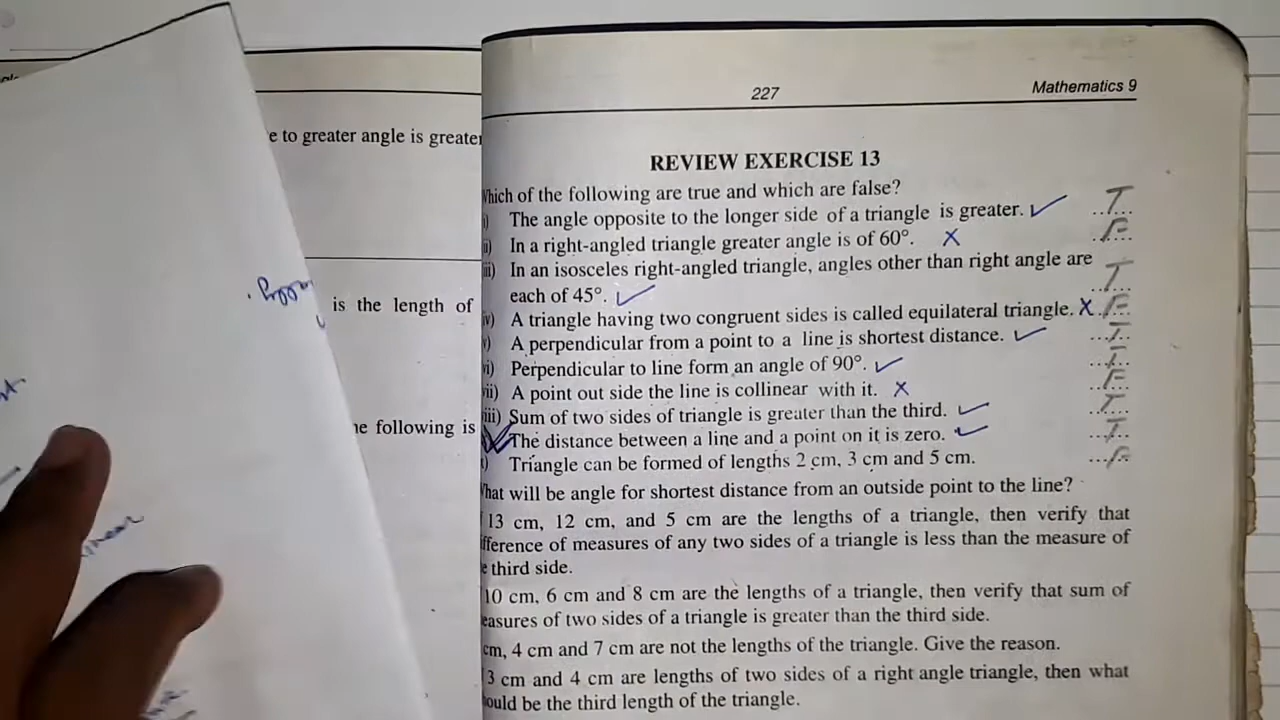 227 Mathematics 9
e to greater angle is greater
REVIEW EXERCISE 13
Which of the following are true and which are false?
i) The angle opposite to the longer side of a triangle is greater. ✓ ..T...
ii) In a right-angled triangle greater angle is of 60°. X ..F...
iii) In an isosceles right-angled triangle, angles other than right angle are
each of 45°. ✓ ..T...
is the length of
iv) A triangle having two congruent sides is called equilateral triangle. X ..F...
v) A perpendicular from a point to a line is shortest distance. ✓ ..T...
vi) Perpendicular to line form an angle of 90°. ✓ ..T...
vii) A point out side the line is collinear with it. X ..F...
iii) Sum of two sides of triangle is greater than the third. ✓ ..T...
e following is
The distance between a line and a point on it is zero. ✓ ..T...
) Triangle can be formed of lengths 2 cm, 3 cm and 5 cm. ...F..
What will be angle for shortest distance from an outside point to the line?
13 cm, 12 cm, and 5 cm are the lengths of a triangle, then verify that
fference of measures of any two sides of a triangle is less than the measure of
e third side.
10 cm, 6 cm and 8 cm are the lengths of a triangle, then verify that sum of
easures of two sides of a triangle is greater than the third side.
cm, 4 cm and 7 cm are not the lengths of the triangle. Give the reason.
3 cm and 4 cm are lengths of two sides of a right angle triangle, then what
ould be the third length of the triangle.